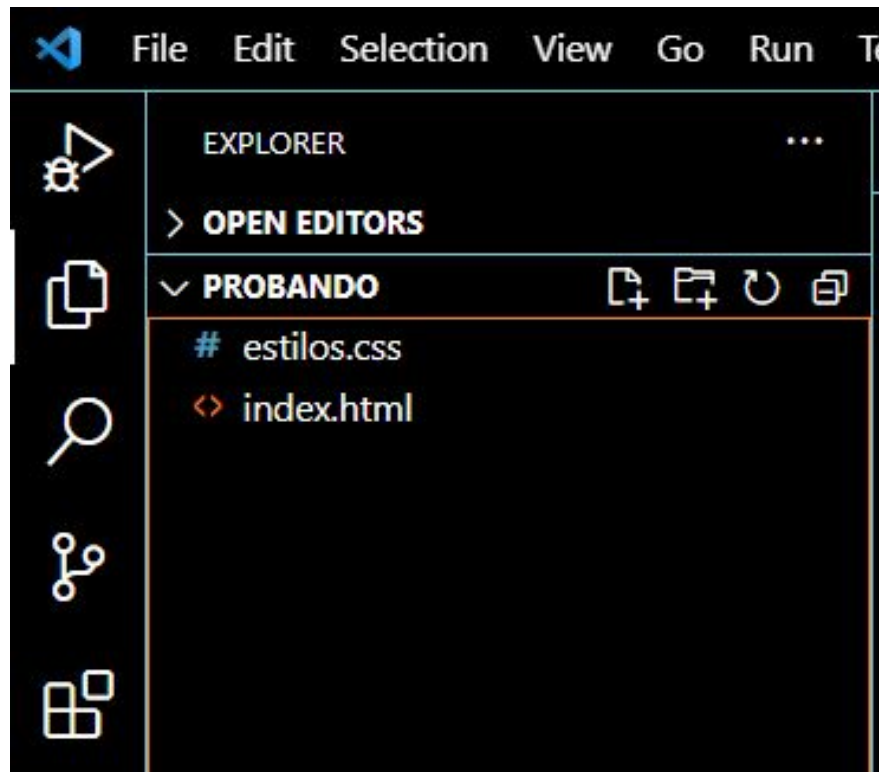 File Edit Selection View Go Run
EXPLORER
OPEN EDITORS
PROBANDO
# estilos.css
<> index.html